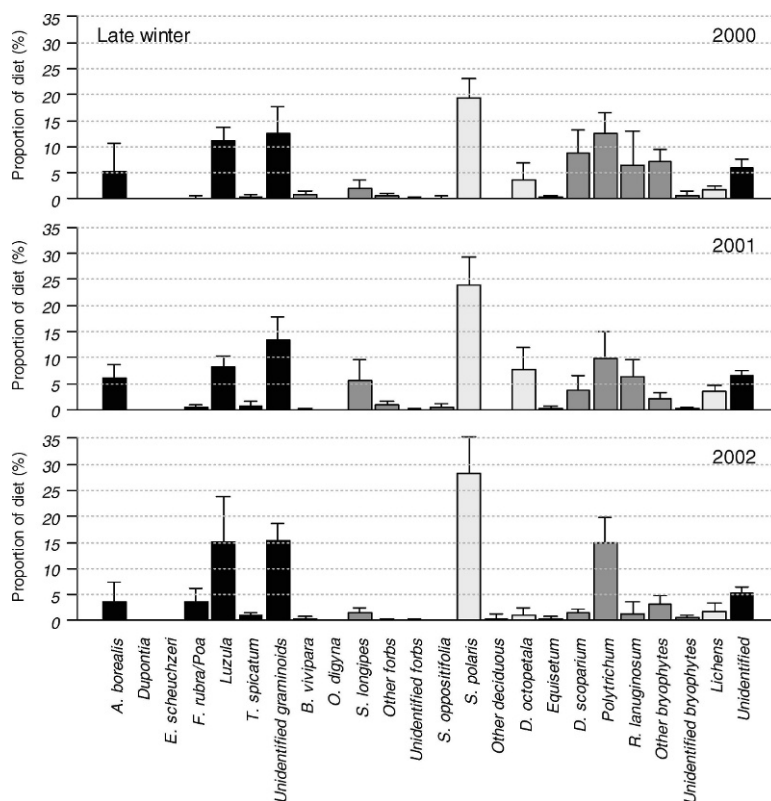 Late winter
2000
Proportion of diet (%)
35
30
25
20
15
10
5
0
2001
Proportion of diet (%)
35
30
25
20
15
10
5
0
2002
Proportion of diet (%)
35
30
25
20
15
10
5
0
A. borealis
Dupontia
E. scheuchzeri
F. rubra/Poa
Luzula
T. spicatum
Unidentified graminoids
B. vivipara
O. digyna
S. longipes
Other forbs
Unidentified forbs
S. oppositifolia
S. polaris
Other deciduous
D. octopetala
Equisetum
D. scoparium
Polytrichum
R. lanuginosum
Other bryophytes
Unidentified bryophytes
Lichens
Unidentified